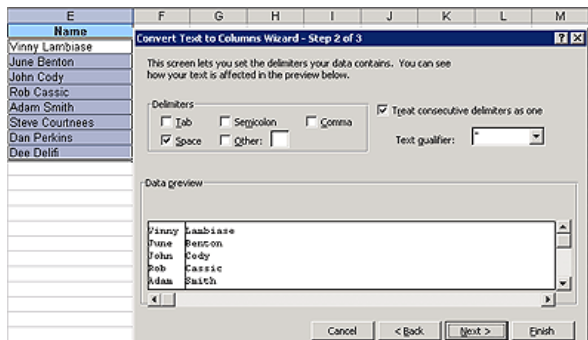 E F G H I J K L M
Name
Vinny Lambiase
June Benton
John Cody
Rob Cassic
Adam Smith
Steve Courtnees
Dan Perkins
Dee Delifi
Convert Text to Columns Wizard - Step 2 of 3
This screen lets you set the delimiters your data contains. You can see
how your text is affected in the preview below.
Delimiters
Tab Semicolon Comma
Space Other:
Treat consecutive delimiters as one
Text qualifier: "
Data preview
Vinny Lambiase
June Benton
John Cody
Rob Cassic
Adam Smith
Cancel < Back Next > Finish